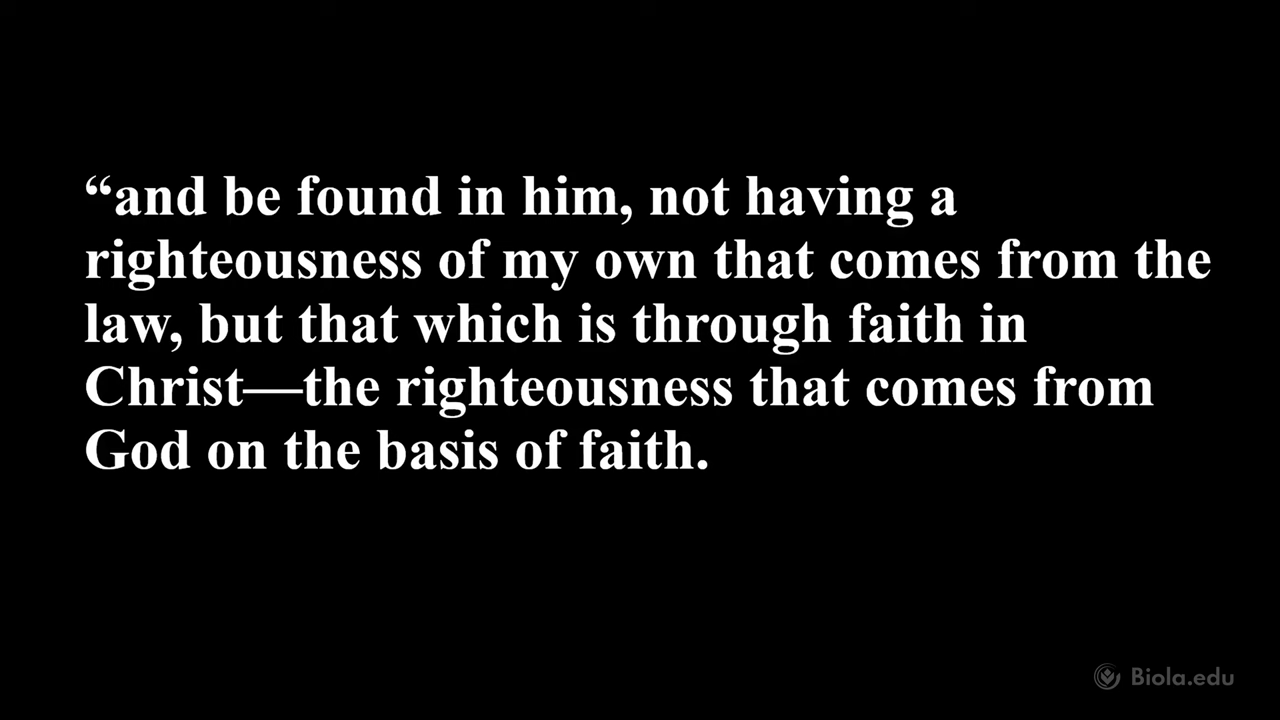 “and be found in him, not having a
righteousness of my own that comes from the
law, but that which is through faith in
Christ—the righteousness that comes from
God on the basis of faith.
Biola.edu